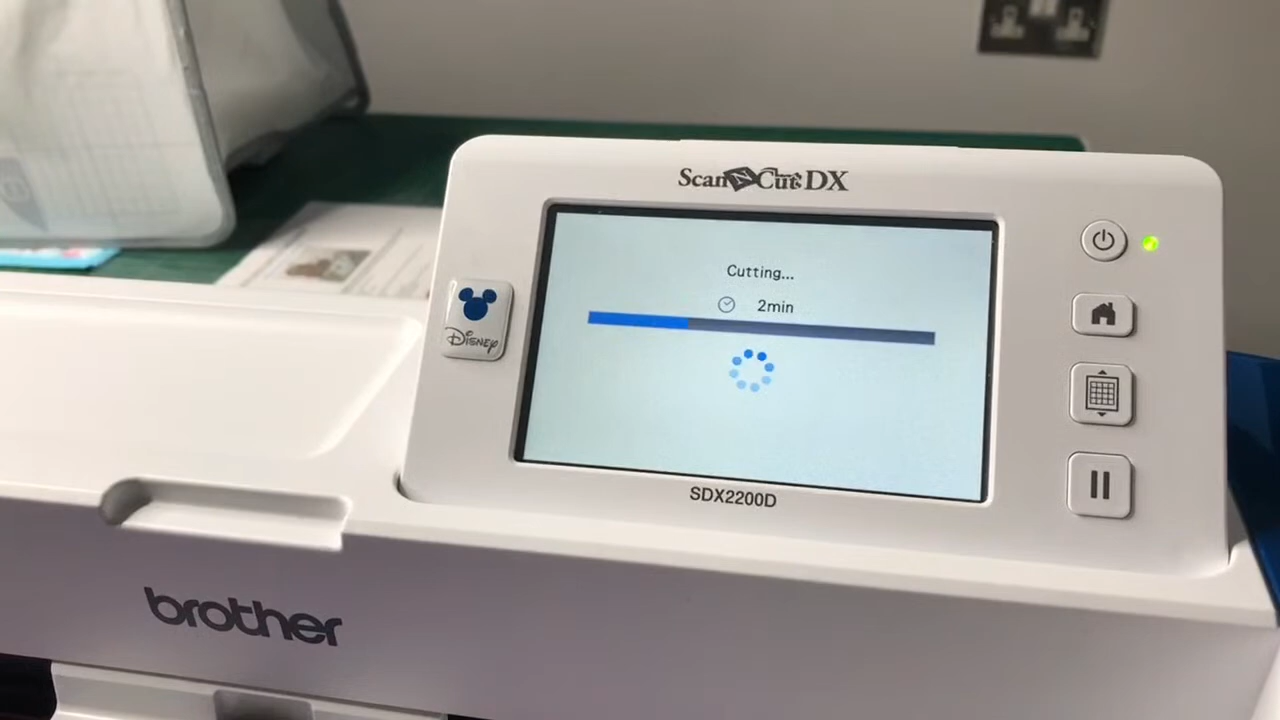 ScanNCut DX
Cutting...
2min
Disney
SDX2200D
brother